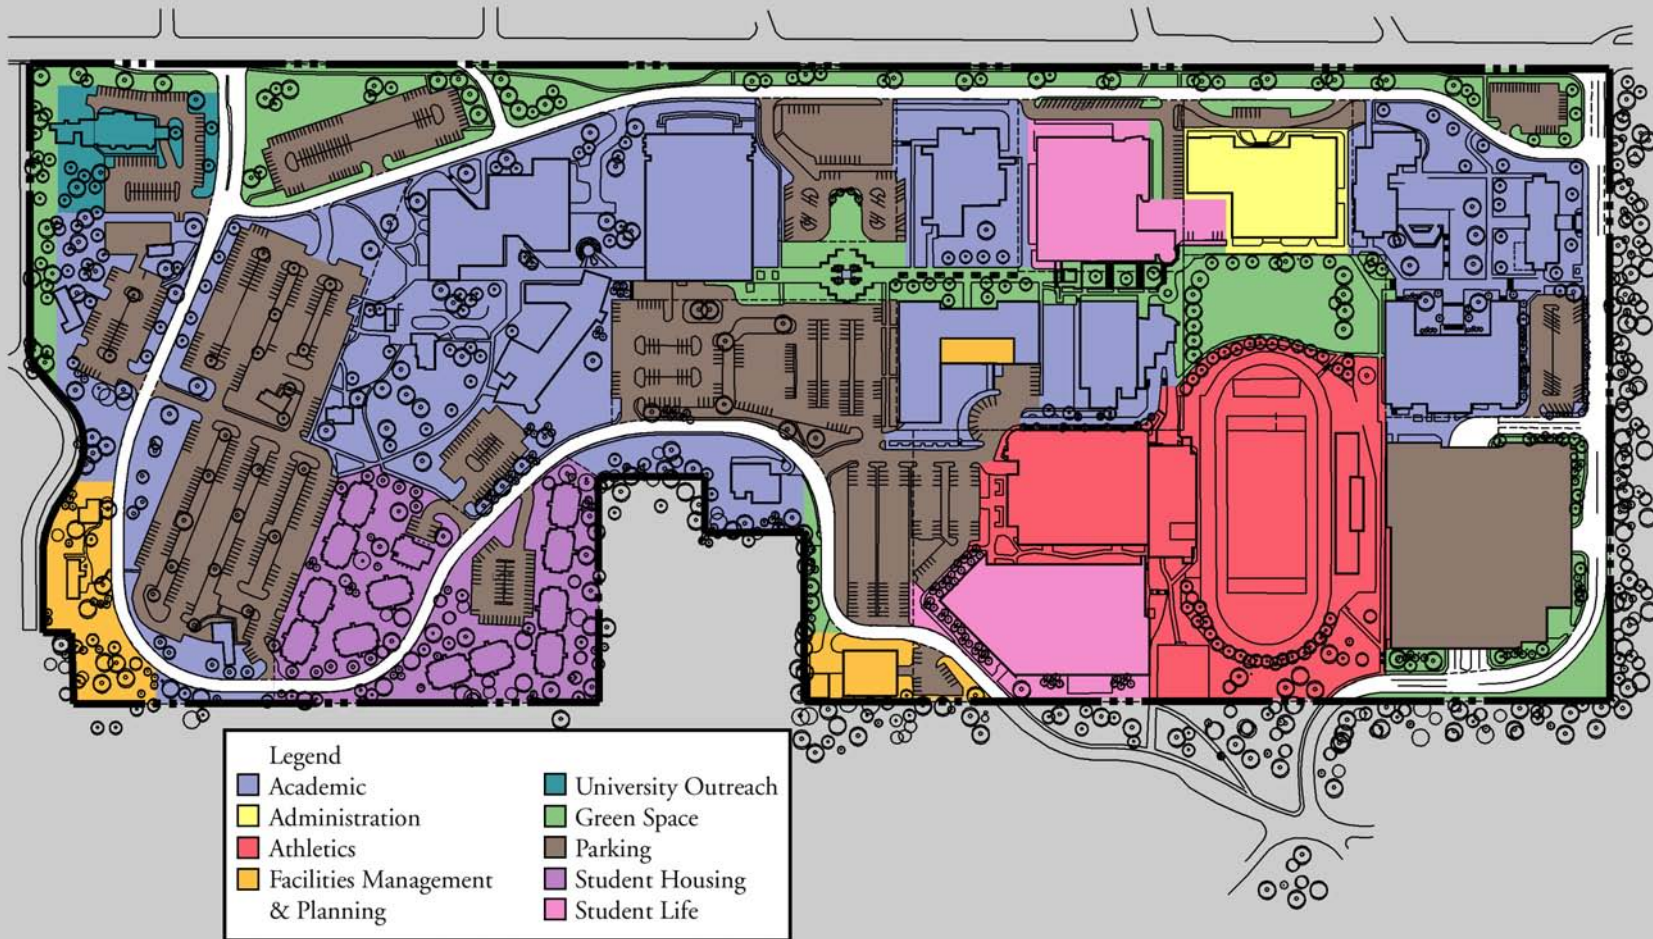 Legend
Academic
Administration
Athletics
Facilities Management
& Planning
University Outreach
Green Space
Parking
Student Housing
Student Life